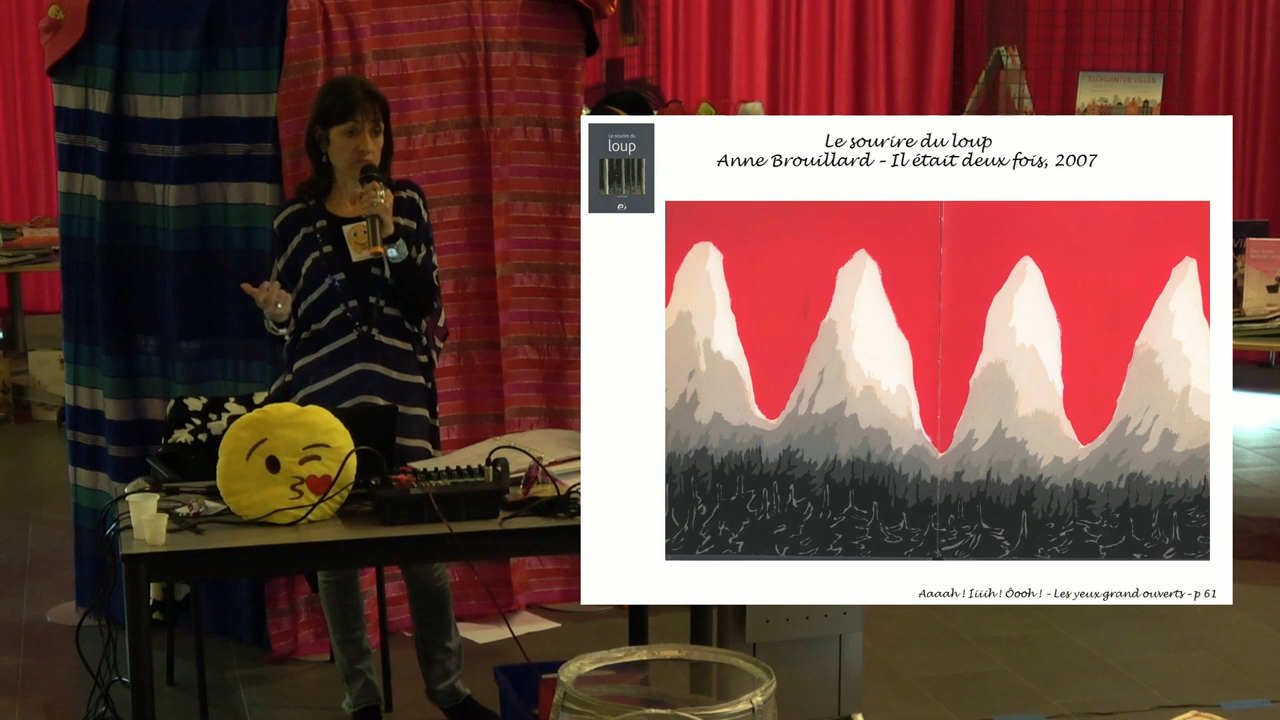 Le sourire du
loup
Le sourire du loup
Anne Brouillard - Il était deux fois, 2007
Aaaah ! Iiiih ! Ôooh ! - Les yeux grand ouverts - p 61